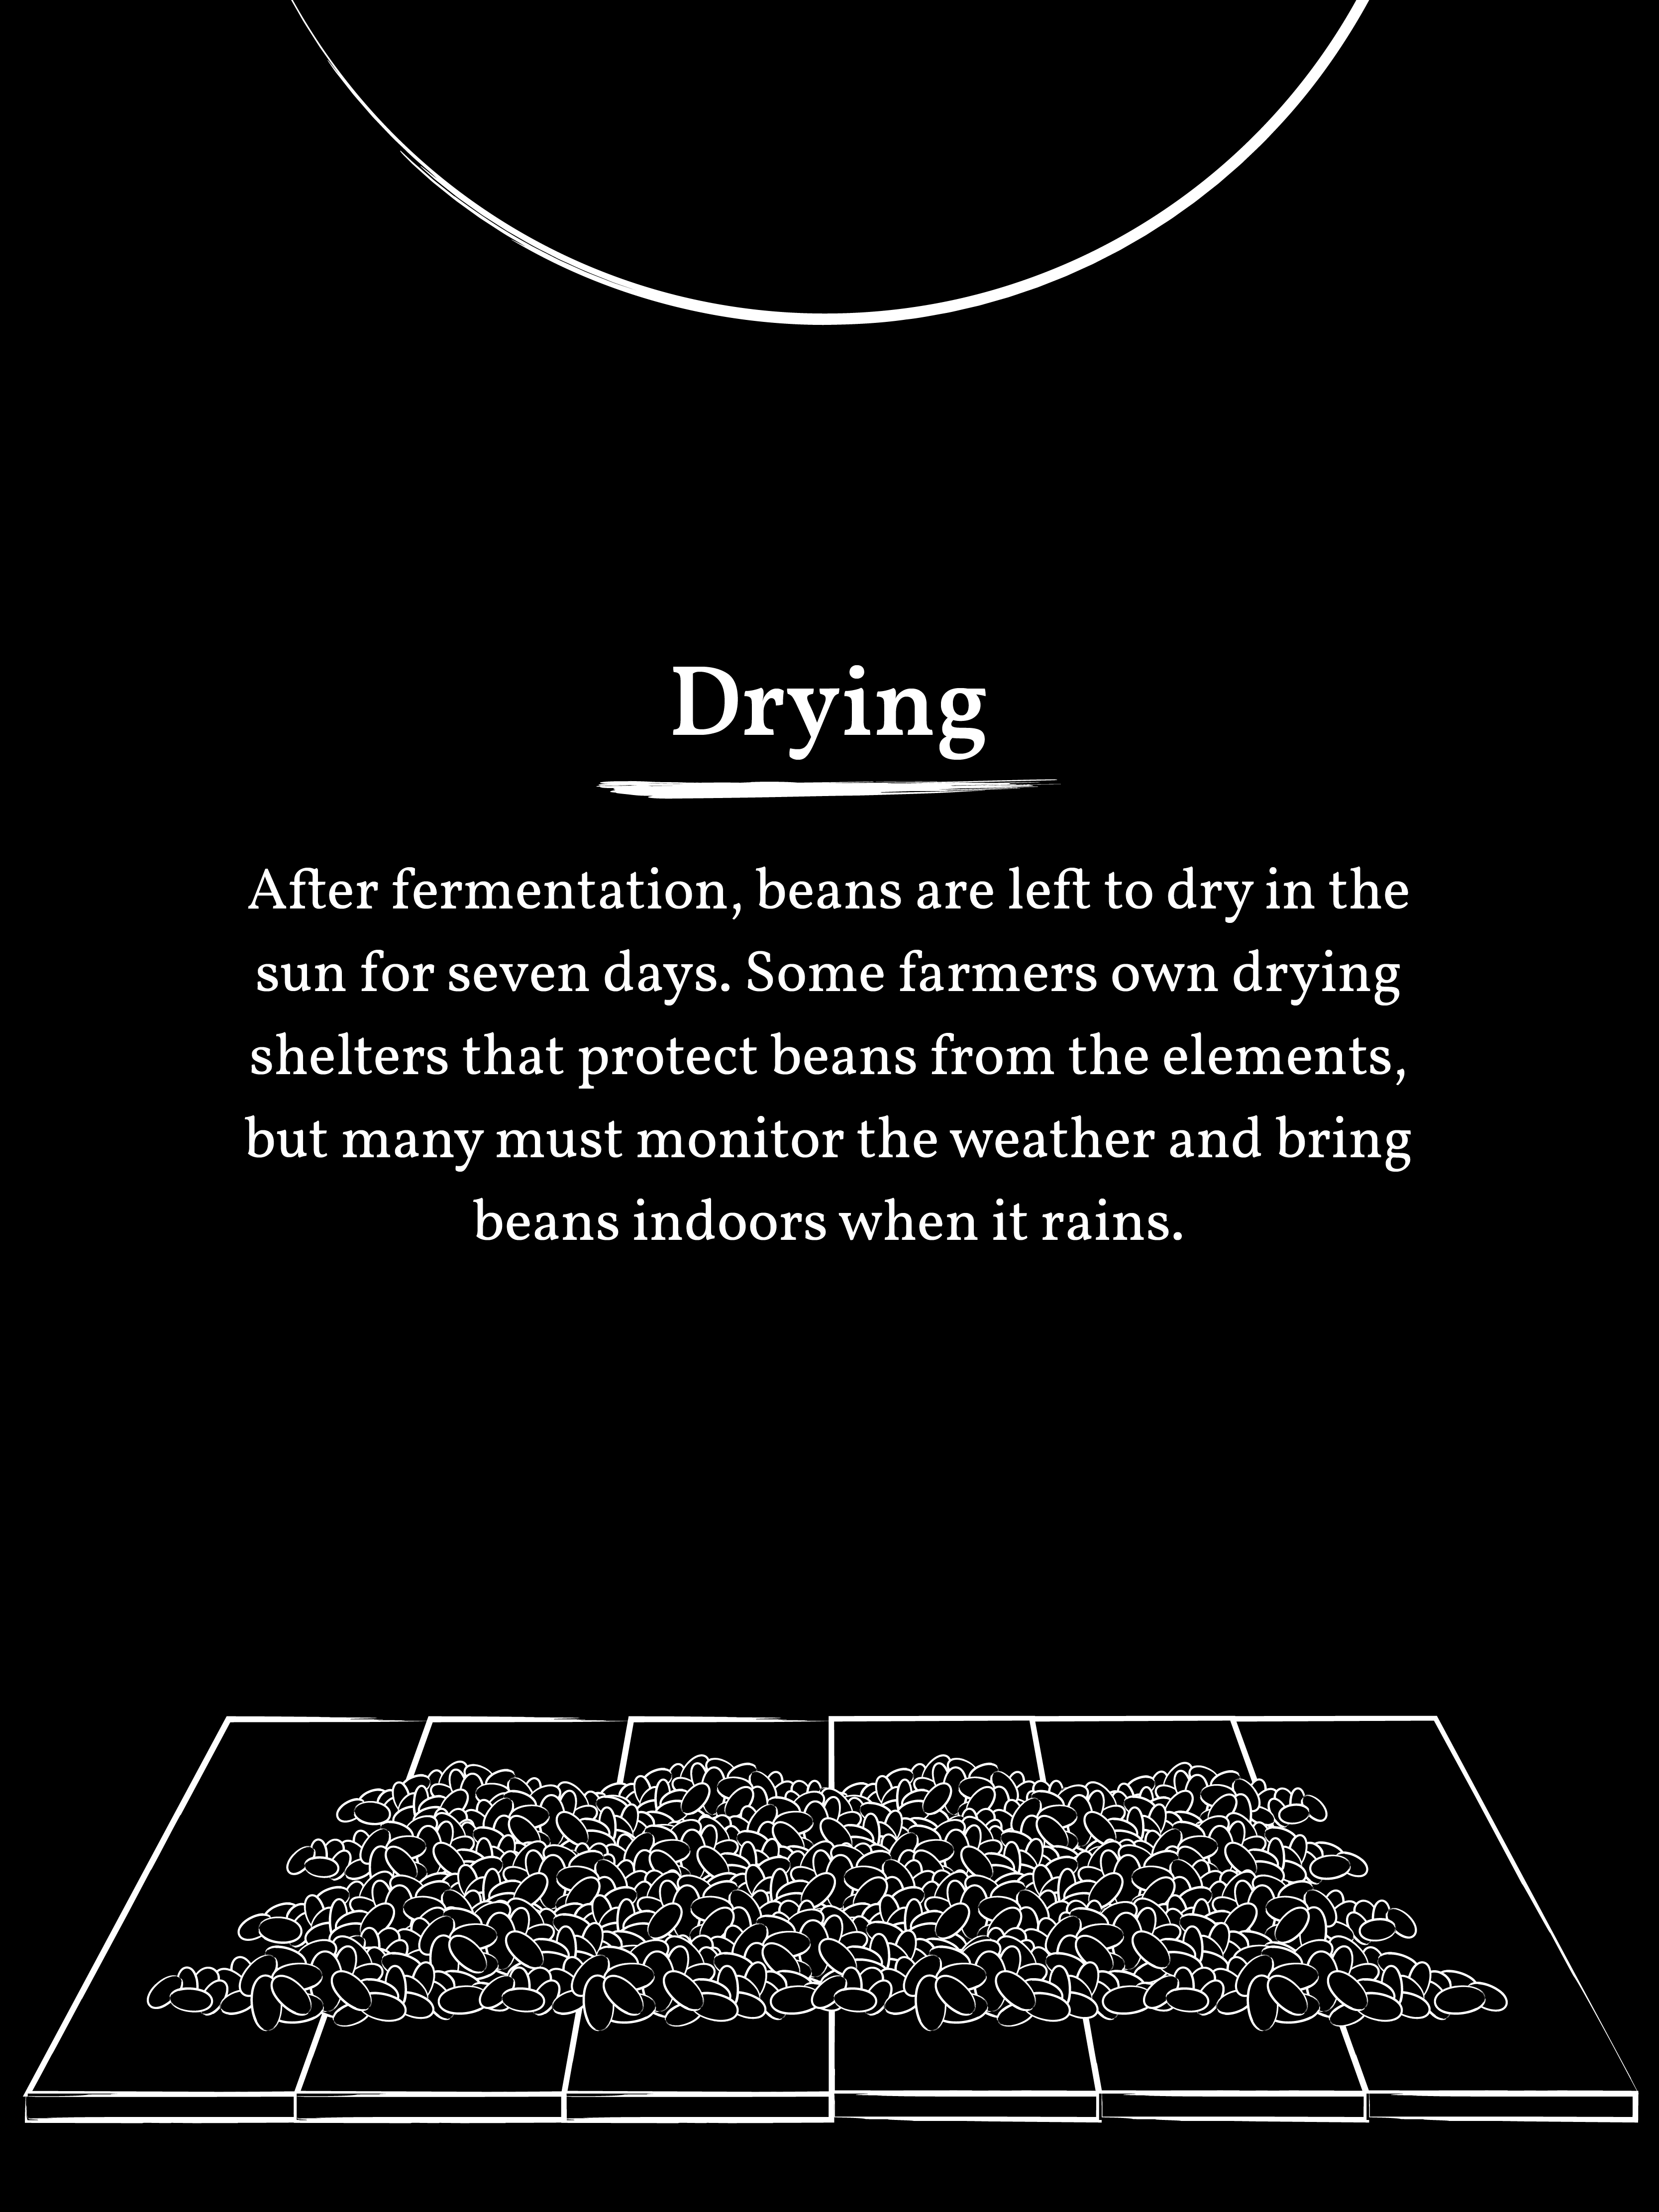 Drying
After fermentation, beans are left to dry in the
sun for seven days. Some farmers own drying
shelters that protect beans from the elements,
but many must monitor the weather and bring
beans indoors when it rains.